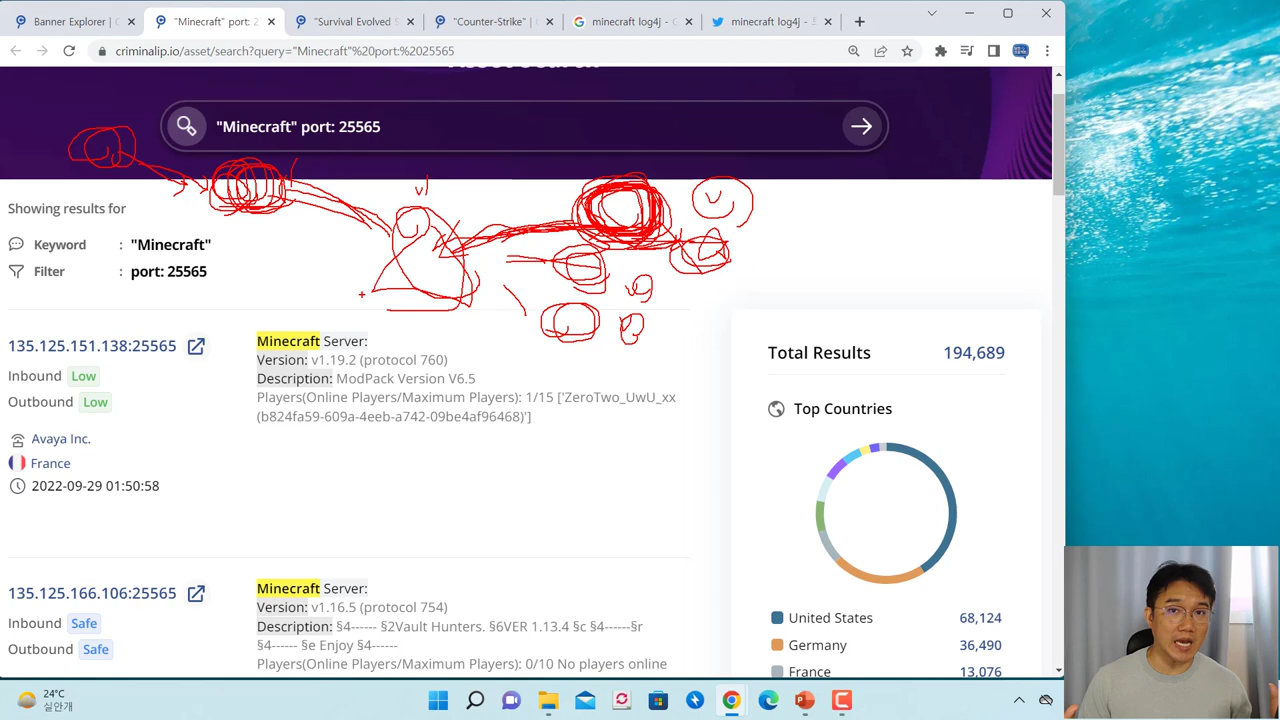 "Banner Explorer | C
"Minecraft" port: 2
"Survival Evolved S
"Counter-Strike" | C
minecraft log4j - G
minecraft log4j -
criminalip.io/asset/search?query="Minecraft"%20port:%2025565
"Minecraft" port: 25565
Showing results for
Keyword : "Minecraft"
Filter : port: 25565
135.125.151.138:25565
Inbound Low
Outbound Low
Avaya Inc.
France
2022-09-29 01:50:58
Minecraft Server:
Version: v1.19.2 (protocol 760)
Description: ModPack Version V6.5
Players(Online Players/Maximum Players): 1/15 ['ZeroTwo_UwU_xx
(b824fa59-609a-4eeb-a742-09be4af96468)']
Total Results 194,689
Top Countries
United States 68,124
Germany 36,490
France 13,076
135.125.166.106:25565
Inbound Safe
Outbound Safe
Minecraft Server:
Version: v1.16.5 (protocol 754)
Description: §4------ §2Vault Hunters. §6VER 1.13.4 §c §4------§r
§4------ §e Enjoy §4------
Players(Online Players/Maximum Players): 0/10 No players online
24°C
실안개